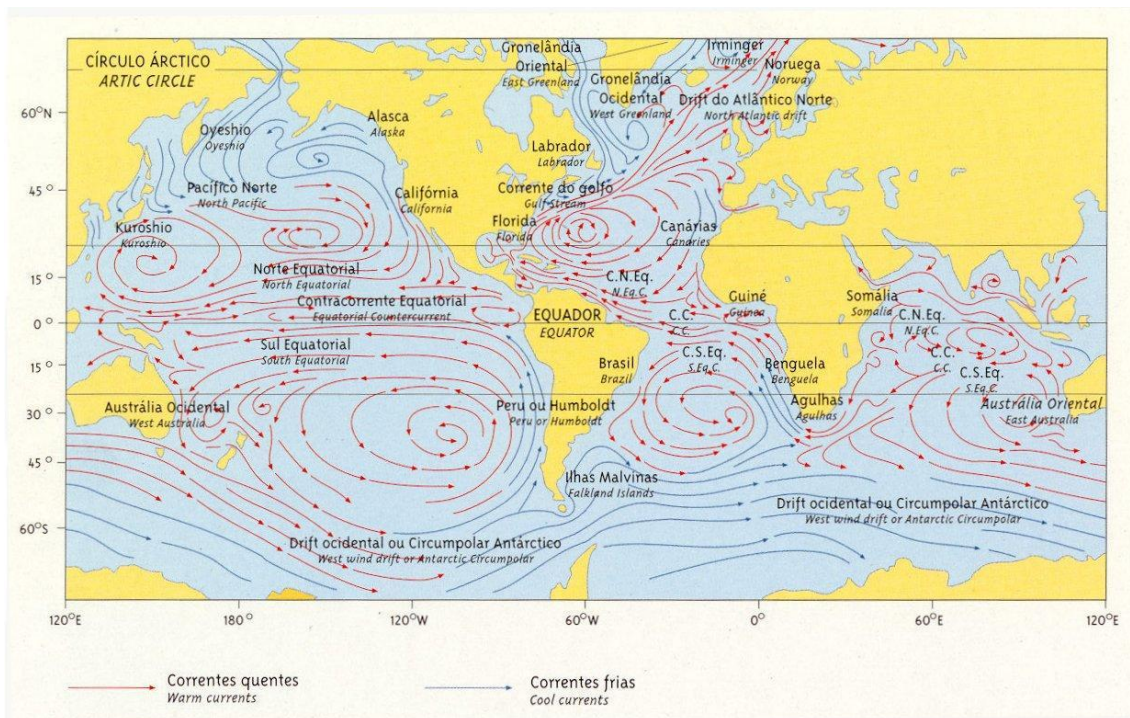 CÍRCULO ÁRCTICO
ARTIC CIRCLE
Gronelândia
Oriental
East Greenland
Gronelândia
Ocidental
West Greenland
Irminger
Irminger
Noruega
Norway
Drift do Atlântico Norte
North Atlantic drift
60°N
Oyeshio
Oyeshio
Alasca
Alaska
Labrador
Labrador
45°
Pacífico Norte
North Pacific
Califórnia
California
Corrente do golfo
Gulf Stream
Kuroshio
Kuroshio
Florida
Florida
Canárias
Canaries
15°
Norte Equatorial
North Equatorial
C.N.Eq.
N.Eq.C.
Contracorrente Equatorial
Equatorial Countercurrent
Guiné
Guinea
Somália
Somalia
0°
EQUADOR
EQUATOR
C.C.
C.C.
C.N.Eq.
N.Eq.C.
Sul Equatorial
South Equatorial
C.S.Eq.
S.Eq.C.
C.C.
C.C.
15°
Brasil
Brazil
Benguela
Benguela
C.S.Eq.
S.Eq.C.
30°
Austrália Ocidental
West Australia
Peru ou Humboldt
Peru or Humboldt
Agulhas
Agulhas
Austrália Oriental
East Australia
45°
Ilhas Malvinas
Falkland Islands
Drift ocidental ou Circumpolar Antárctico
West wind drift or Antarctic Circumpolar
60°S
Drift ocidental ou Circumpolar Antárctico
West wind drift or Antarctic Circumpolar
120°E
180°
120°W
60°W
0°
60°E
120°E
Correntes quentes
Warm currents
Correntes frias
Cool currents